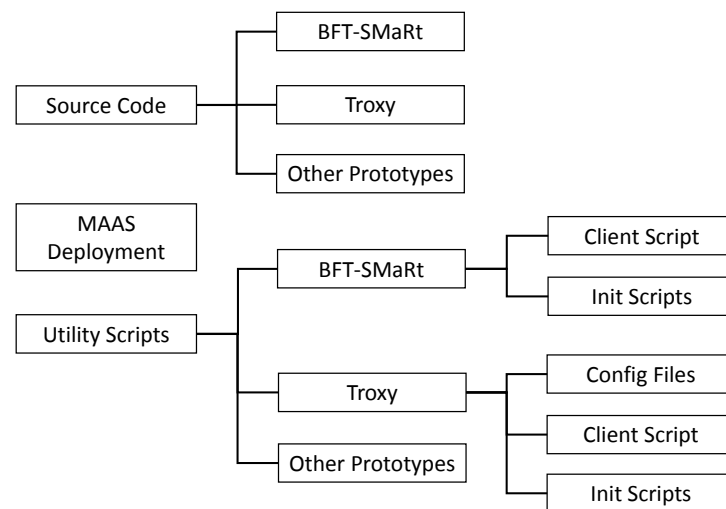 BFT-SMaRt
Source Code
Troxy
Other Prototypes
MAAS
Deployment
Client Script
BFT-SMaRt
Init Scripts
Utility Scripts
Config Files
Troxy
Client Script
Other Prototypes
Init Scripts